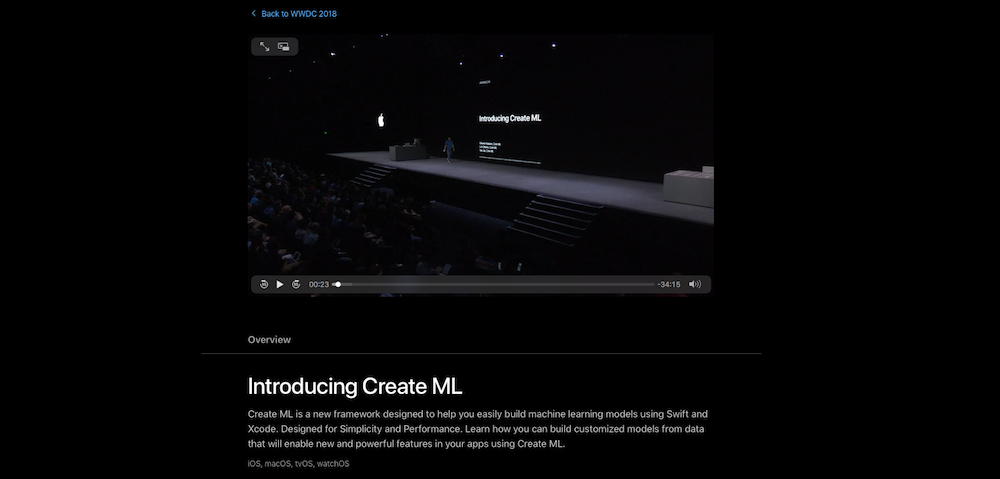 Back to WWDC 2018
Introducing Create ML
00:23
-34:15
Overview
Introducing Create ML
Create ML is a new framework designed to help you easily build machine learning models using Swift and
Xcode. Designed for Simplicity and Performance. Learn how you can build customized models from data
that will enable new and powerful features in your apps using Create ML.
iOS, macOS, tvOS, watchOS